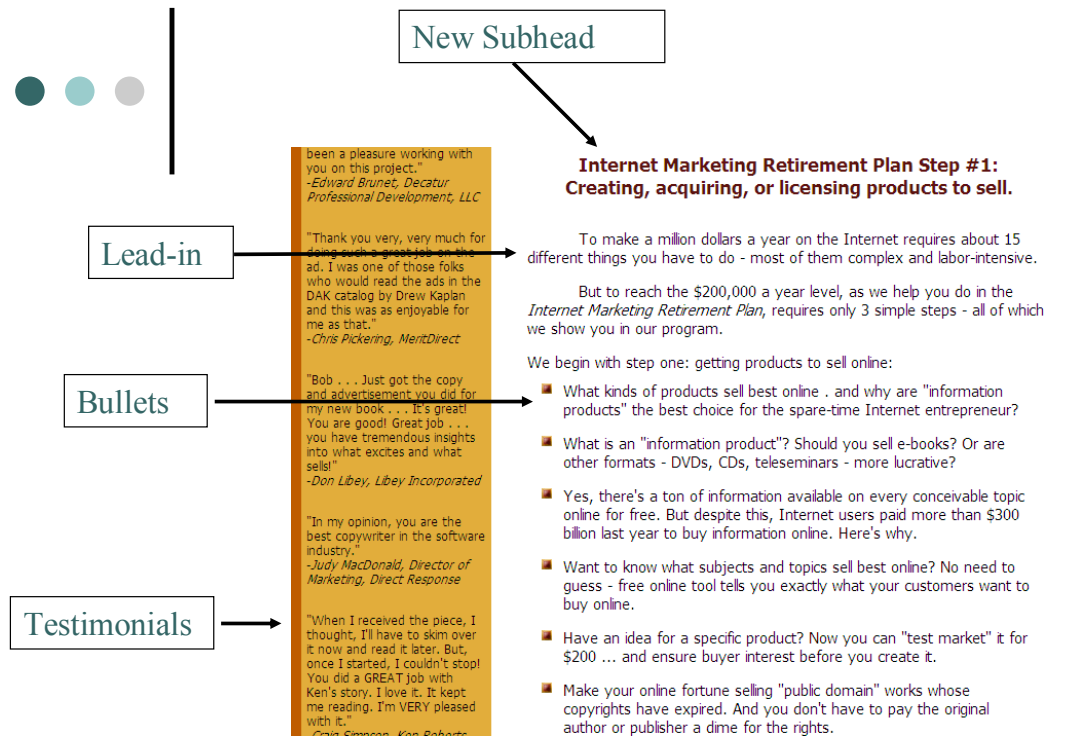 New Subhead
Lead-in
Bullets
Testimonials
been a pleasure working with
you on this project."
-Edward Brunet, Decatur
Professional Development, LLC
"Thank you very, very much for
doing such a great job on the
ad. I was one of those folks
who would read the ads in the
DAK catalog by Drew Kaplan
and this was as enjoyable for
me as that."
-Chris Pickering, MeritDirect
"Bob . . . Just got the copy
and advertisement you did for
my new book . . . It's great!
You are good! Great job . . .
you have tremendous insights
into what excites and what
sells!"
-Don Libey, Libey Incorporated
"In my opinion, you are the
best copywriter in the software
industry."
-Judy MacDonald, Director of
Marketing, Direct Response
"When I received the piece, I
thought, I'll have to skim over
it now and read it later. But,
once I started, I couldn't stop!
You did a GREAT job with
Ken's story. I love it. It kept
me reading. I'm VERY pleased
with it."
-Craig Simpson, Ken Roberts
Internet Marketing Retirement Plan Step #1:
Creating, acquiring, or licensing products to sell.
To make a million dollars a year on the Internet requires about 15
different things you have to do - most of them complex and labor-intensive.
But to reach the $200,000 a year level, as we help you do in the
Internet Marketing Retirement Plan, requires only 3 simple steps - all of which
we show you in our program.
We begin with step one: getting products to sell online:
What kinds of products sell best online . and why are "information
products" the best choice for the spare-time Internet entrepreneur?
What is an "information product"? Should you sell e-books? Or are
other formats - DVDs, CDs, teleseminars - more lucrative?
Yes, there's a ton of information available on every conceivable topic
online for free. But despite this, Internet users paid more than $300
billion last year to buy information online. Here's why.
Want to know what subjects and topics sell best online? No need to
guess - free online tool tells you exactly what your customers want to
buy online.
Have an idea for a specific product? Now you can "test market" it for
$200 ... and ensure buyer interest before you create it.
Make your online fortune selling "public domain" works whose
copyrights have expired. And you don't have to pay the original
author or publisher a dime for the rights.